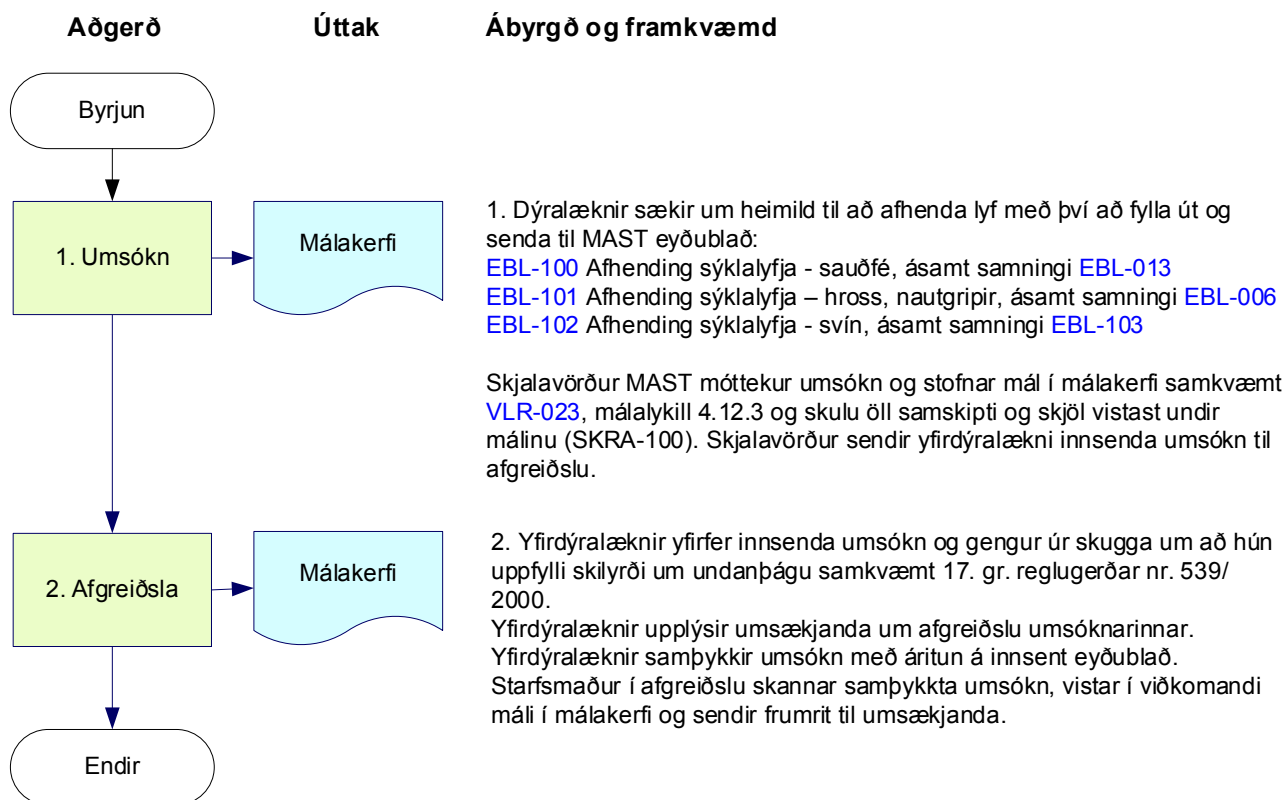 Aðgerð Úttak Ábyrgð og framkvæmd
Byrjun
1. Umsókn
Málakerfi
1. Dýralæknir sækir um heimild til að afhenda lyf með því að fylla út og
senda til MAST eyðublað:
EBL-100 Afhending sýklalyfja - sauðfé, ásamt samningi EBL-013
EBL-101 Afhending sýklalyfja – hross, nautgripir, ásamt samningi EBL-006
EBL-102 Afhending sýklalyfja - svín, ásamt samningi EBL-103
Skjalavörður MAST móttekur umsókn og stofnar mál í málakerfi samkvæmt
VLR-023, málalykill 4.12.3 og skulu öll samskipti og skjöl vistast undir
málinu (SKRA-100). Skjalavörður sendir yfirdýralækni innsenda umsókn til
afgreiðslu.
2. Afgreiðsla
Málakerfi
2. Yfirdýralæknir yfirfer innsenda umsókn og gengur úr skugga um að hún
uppfylli skilyrði um undanþágu samkvæmt 17. gr. reglugerðar nr. 539/
2000.
Yfirdýralæknir upplýsir umsækjanda um afgreiðslu umsóknarinnar.
Yfirdýralæknir samþykkir umsókn með áritun á innsent eyðublað.
Starfsmaður í afgreiðslu skannar samþykkta umsókn, vistar í viðkomandi
máli í málakerfi og sendir frumrit til umsækjanda.
Endir